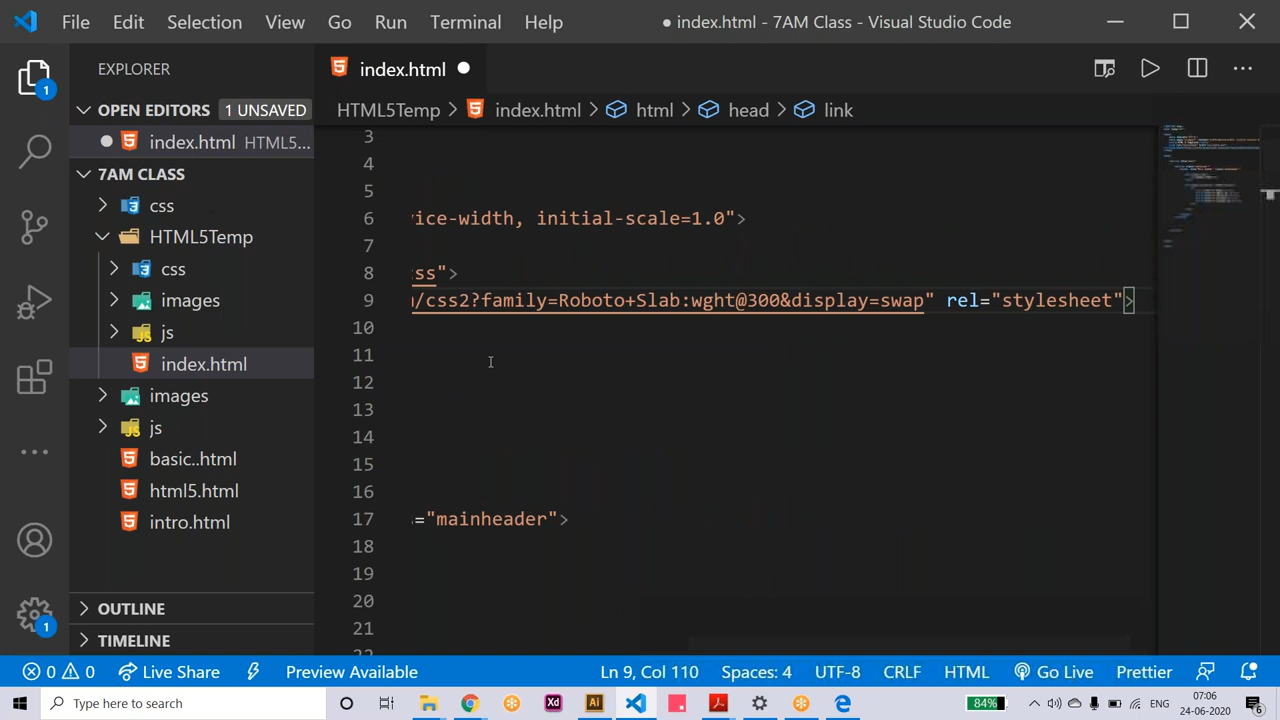 File Edit Selection View Go Run Terminal Help
● index.html - 7AM Class - Visual Studio Code
EXPLORER
OPEN EDITORS 1 UNSAVED
index.html HTML5...
7AM CLASS
css
HTML5Temp
css
images
js
index.html
images
js
basic..html
html5.html
intro.html
OUTLINE
TIMELINE
1
1
index.html
HTML5Temp > index.html > html > head > link
3
4
5
6 vice-width, initial-scale=1.0">
7
8 ss">
9 /css2?family=Roboto+Slab:wght@300&display=swap" rel="stylesheet">
10
11
12
13
14
15
16
17 ="mainheader">
18
19
20
21
0 0 Live Share Preview Available Ln 9, Col 110 Spaces: 4 UTF-8 CRLF HTML Go Live Prettier
Type here to search
Xd
Ai
84%
ENG
07:06
24-06-2020
6